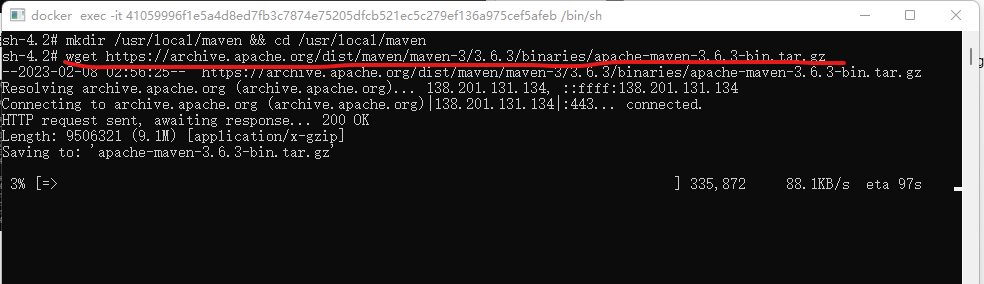 docker exec -it 41059996f1e5a4d8ed7fb3c7874e75205dfcb521ec5c279ef136a975cef5afeb /bin/sh
sh-4.2# mkdir /usr/local/maven && cd /usr/local/maven
sh-4.2# wget https://archive.apache.org/dist/maven/maven-3/3.6.3/binaries/apache-maven-3.6.3-bin.tar.gz
--2023-02-08 02:56:25-- https://archive.apache.org/dist/maven/maven-3/3.6.3/binaries/apache-maven-3.6.3-bin.tar.gz
Resolving archive.apache.org (archive.apache.org)... 138.201.131.134, ::ffff:138.201.131.134
Connecting to archive.apache.org (archive.apache.org)|138.201.131.134|:443... connected.
HTTP request sent, awaiting response... 200 OK
Length: 9506321 (9.1M) [application/x-gzip]
Saving to: 'apache-maven-3.6.3-bin.tar.gz'
3% [=> ] 335,872 88.1KB/s eta 97s